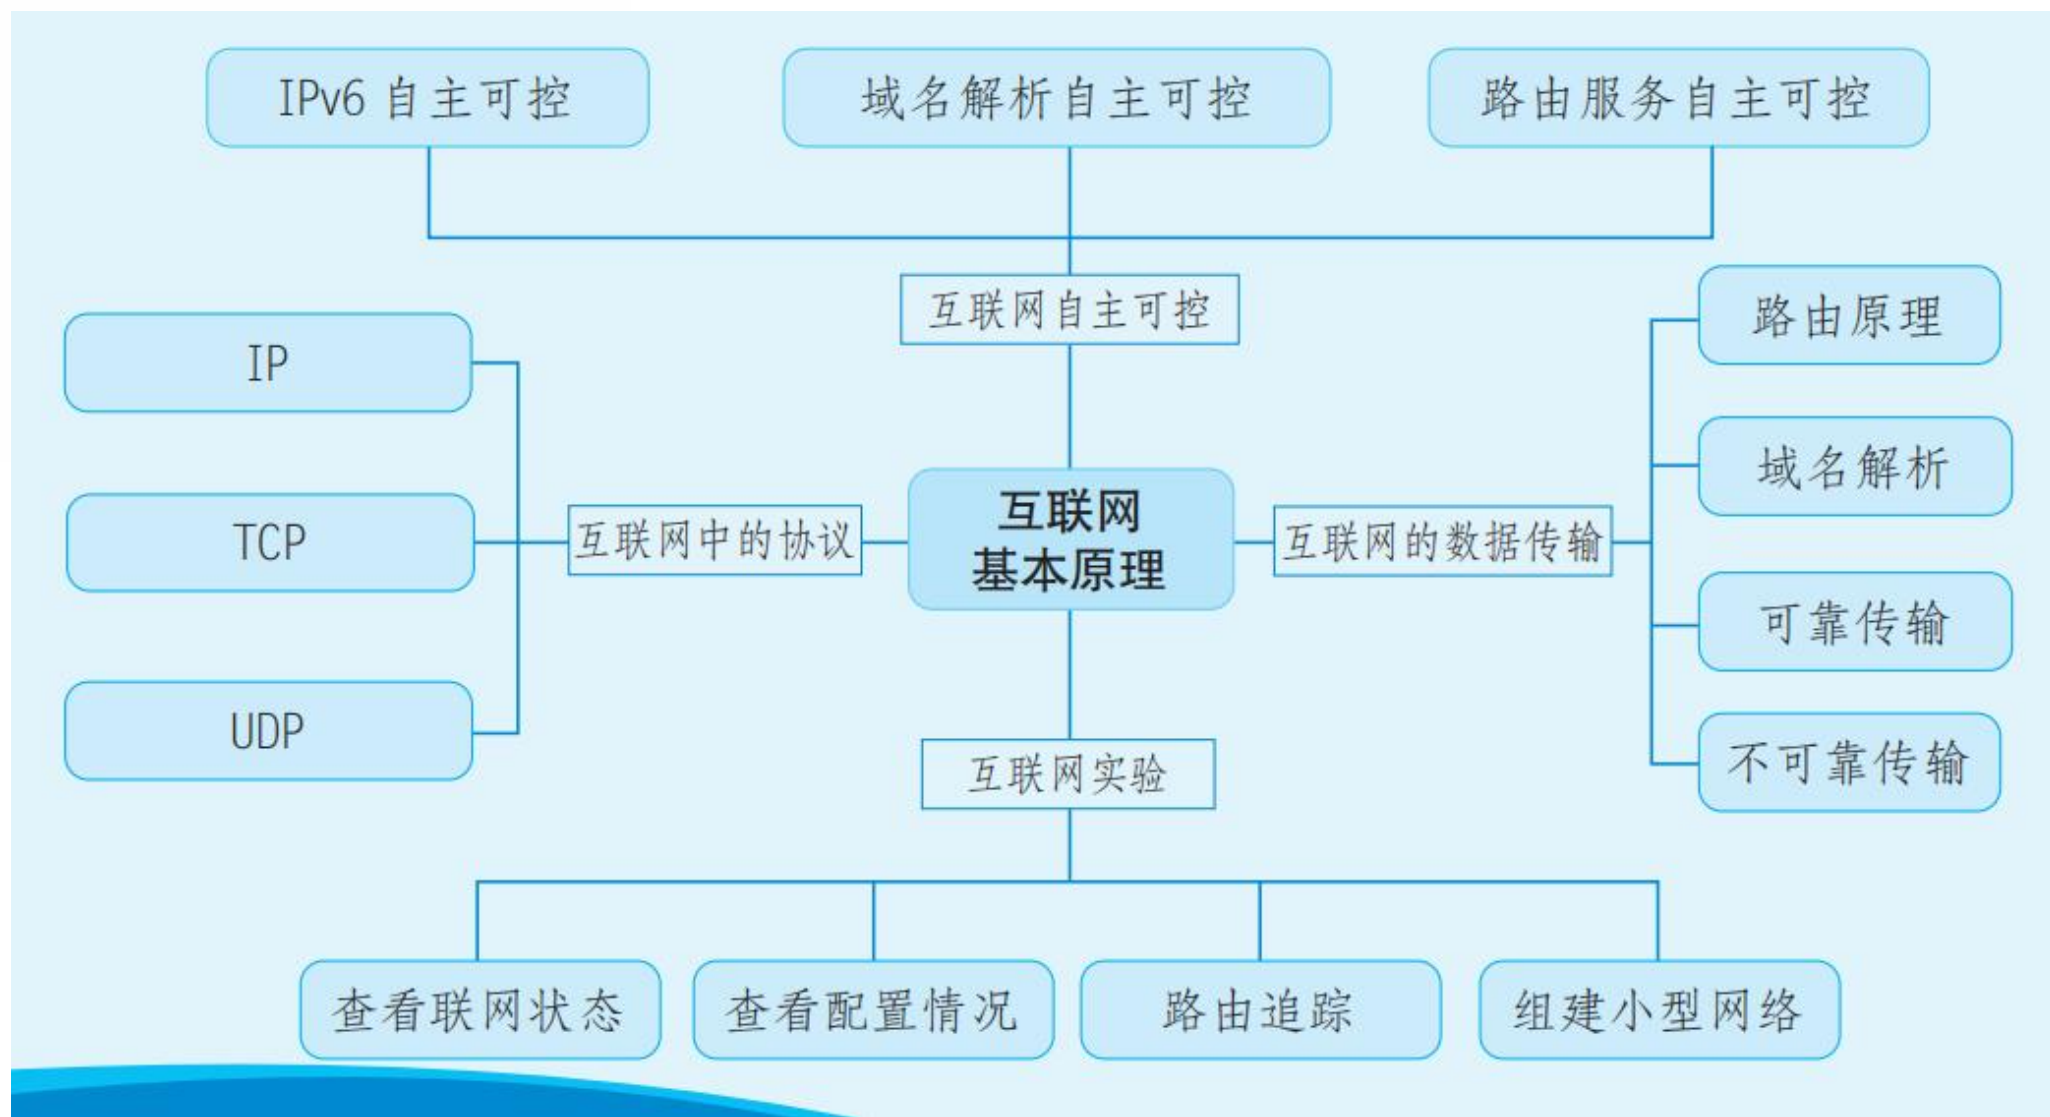 IPv6 自主可控
域名解析自主可控
路由服务自主可控
互联网自主可控
IP
TCP
UDP
互联网中的协议
互联网
基本原理
互联网的数据传输
路由原理
域名解析
可靠传输
不可靠传输
互联网实验
查看联网状态
查看配置情况
路由追踪
组建小型网络